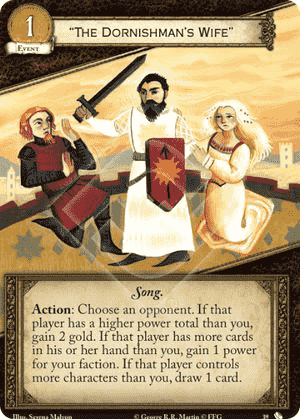 1
"The Dornishman's Wife"
Event
Song.
Action: Choose an opponent. If that
player has a higher power total than you,
gain 2 gold. If that player has more cards
in his or her hand than you, gain 1 power
for your faction. If that player controls
more characters than you, draw 1 card.
Illus. Serena Malyon © George R.R. Martin © FFG